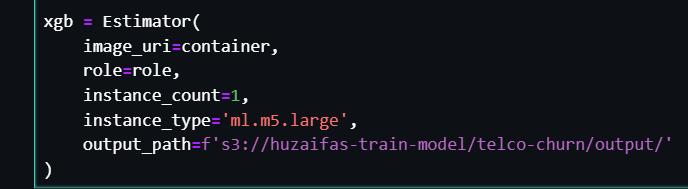 xgb = Estimator(
    image_uri=container,
    role=role,
    instance_count=1,
    instance_type='ml.m5.large',
    output_path=f's3://huzaifas-train-model/telco-churn/output/'
)